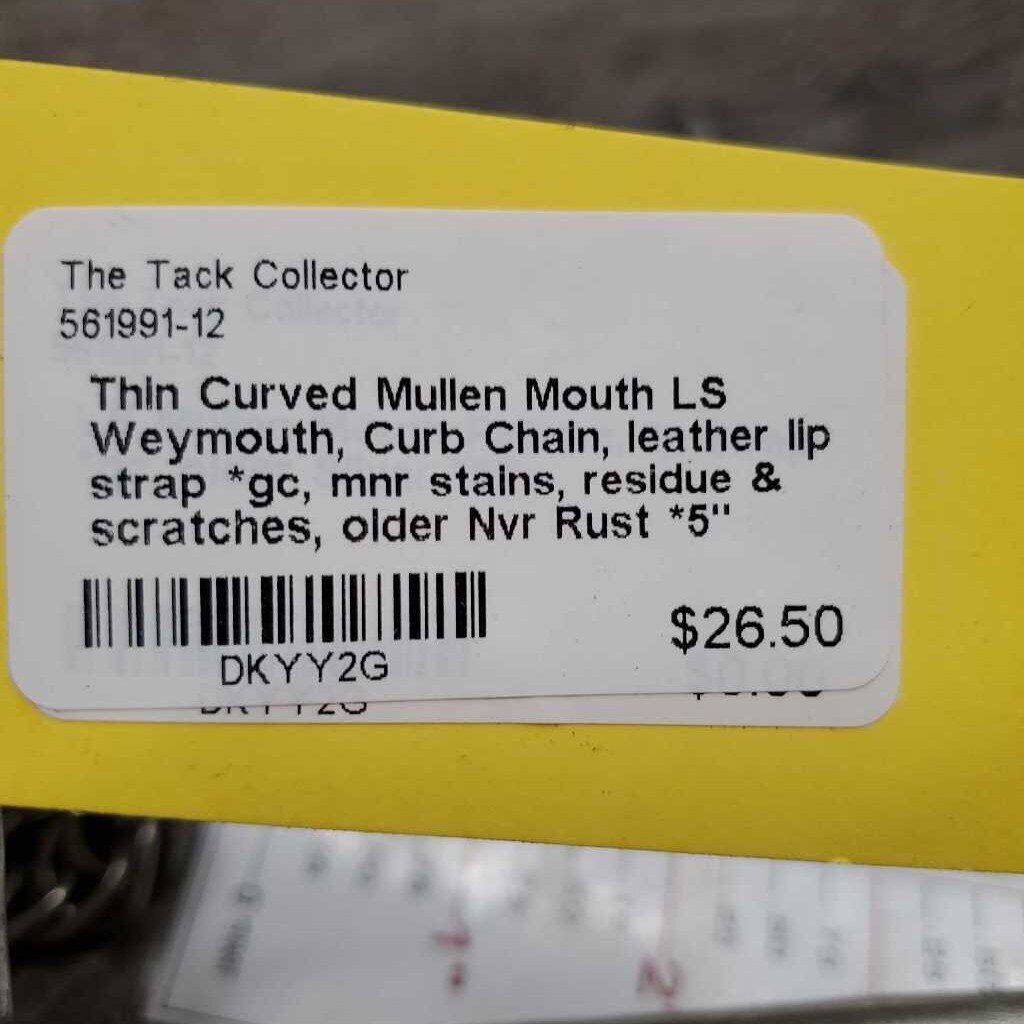 The Tack Collector
561991-12
Thin Curved Mullen Mouth LS
Weymouth, Curb Chain, leather lip
strap *gc, mnr stains, residue &
scratches, older Nvr Rust *5"
$26.50
DKYY2G